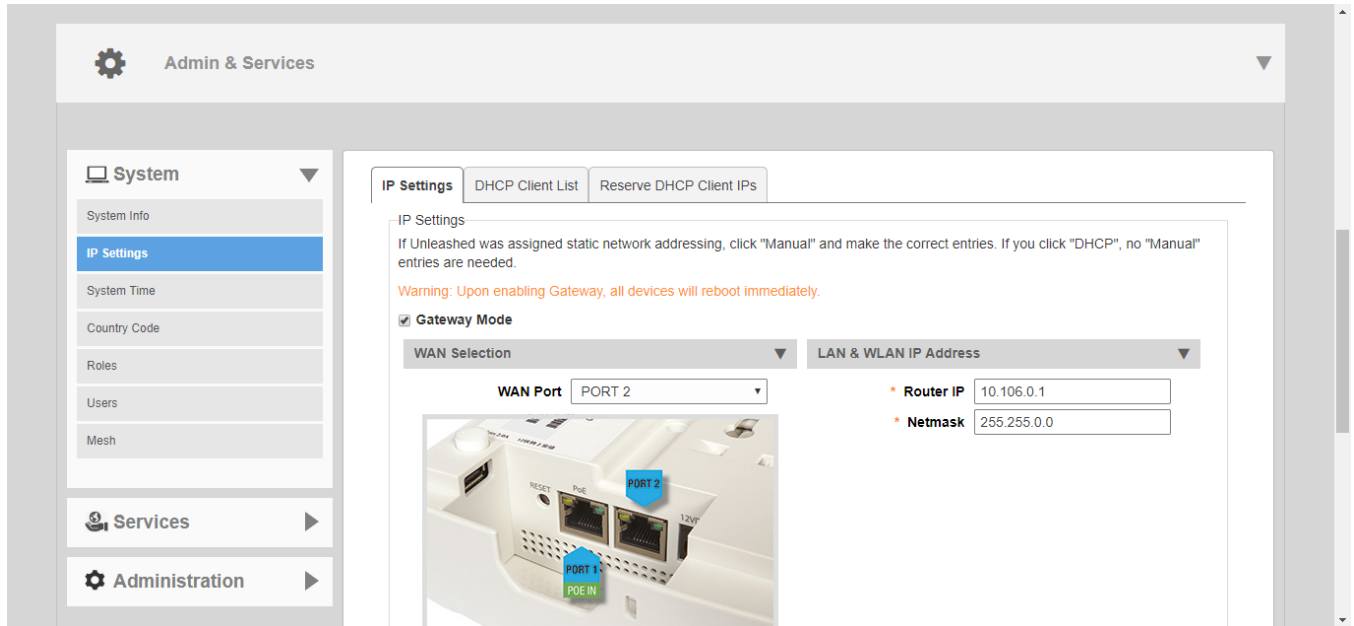 Admin & Services
System
System Info
IP Settings
System Time
Country Code
Roles
Users
Mesh
Services
Administration
IP Settings
DHCP Client List
Reserve DHCP Client IPs
IP Settings
If Unleashed was assigned static network addressing, click "Manual" and make the correct entries. If you click "DHCP", no "Manual"
entries are needed.
Warning: Upon enabling Gateway, all devices will reboot immediately.
Gateway Mode
WAN Selection
WAN Port PORT 2
RESET PoE PORT 2
PORT 1
POE IN
LAN & WLAN IP Address
* Router IP 10.106.0.1
* Netmask 255.255.0.0